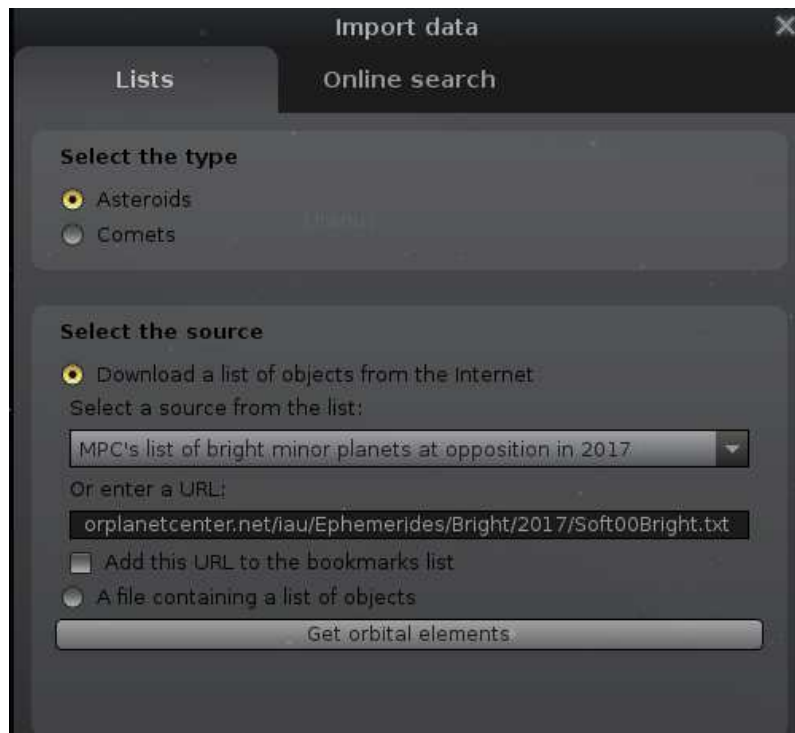 Import data
Lists
Online search
Select the type
Asteroids
Comets
Select the source
Download a list of objects from the Internet
Select a source from the list:
MPC's list of bright minor planets at opposition in 2017
Or enter a URL:
orplanetcenter.net/iau/Ephemerides/Bright/2017/Soft00Bright.txt
Add this URL to the bookmarks list
A file containing a list of objects
Get orbital elements